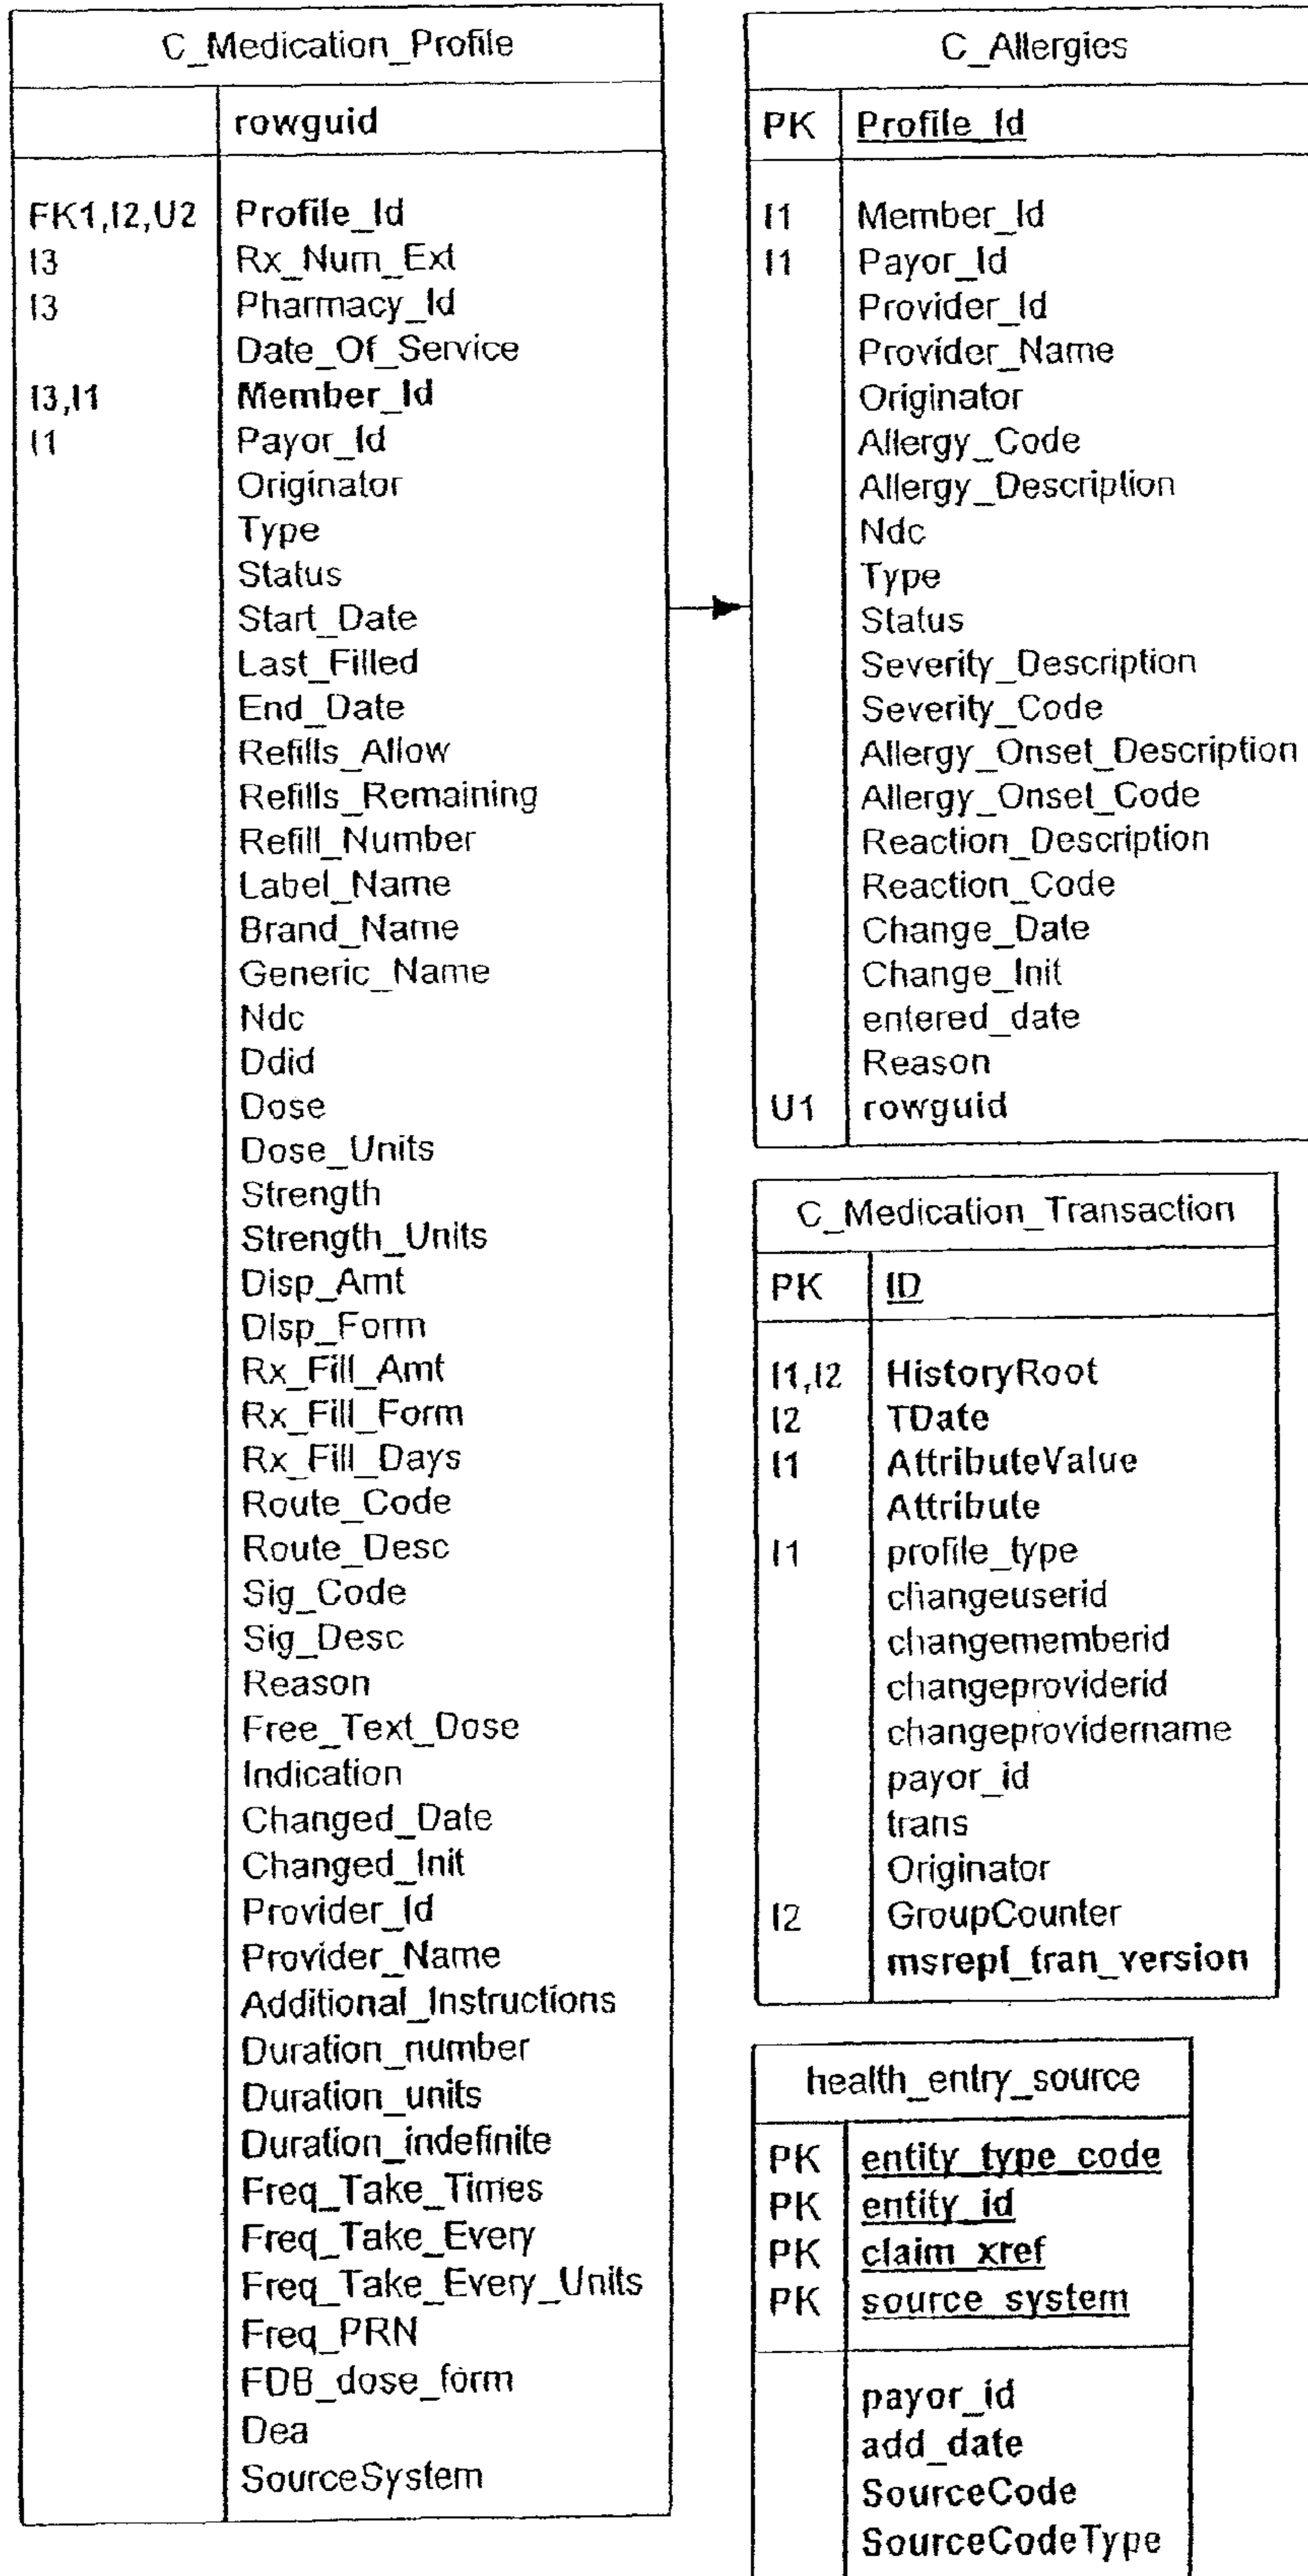 C_Medication_Profile
rowguid
FK1,I2,U2 Profile_Id
I3 Rx_Num_Ext
I3 Pharmacy_Id
Date_Of_Service
I3,I1 Member_Id
I1 Payor_Id
Originator
Type
Status
Start_Date
Last_Filled
End_Date
Refills_Allow
Refills_Remaining
Refill_Number
Label_Name
Brand_Name
Generic_Name
Ndc
Ddid
Dose
Dose_Units
Strength
Strength_Units
Disp_Amt
Disp_Form
Rx_Fill_Amt
Rx_Fill_Form
Rx_Fill_Days
Route_Code
Route_Desc
Sig_Code
Sig_Desc
Reason
Free_Text_Dose
Indication
Changed_Date
Changed_Init
Provider_Id
Provider_Name
Additional_Instructions
Duration_number
Duration_units
Duration_indefinite
Freq_Take_Times
Freq_Take_Every
Freq_Take_Every_Units
Freq_PRN
FDB_dose_form
Dea
SourceSystem
C_Allergies
PK Profile_Id
I1 Member_Id
I1 Payor_Id
Provider_Id
Provider_Name
Originator
Allergy_Code
Allergy_Description
Ndc
Type
Status
Severity_Description
Severity_Code
Allergy_Onset_Description
Allergy_Onset_Code
Reaction_Description
Reaction_Code
Change_Date
Change_Init
entered_date
Reason
U1 rowguid
C_Medication_Transaction
PK ID
I1,I2 HistoryRoot
I2 TDate
I1 AttributeValue
Attribute
I1 profile_type
changeuserid
changememberid
changeproviderid
changeprovidername
payor_id
trans
Originator
I2 GroupCounter
msrepl_tran_version
health_entry_source
PK entity_type_code
PK entity_id
PK claim_xref
PK source_system
payor_id
add_date
SourceCode
SourceCodeType